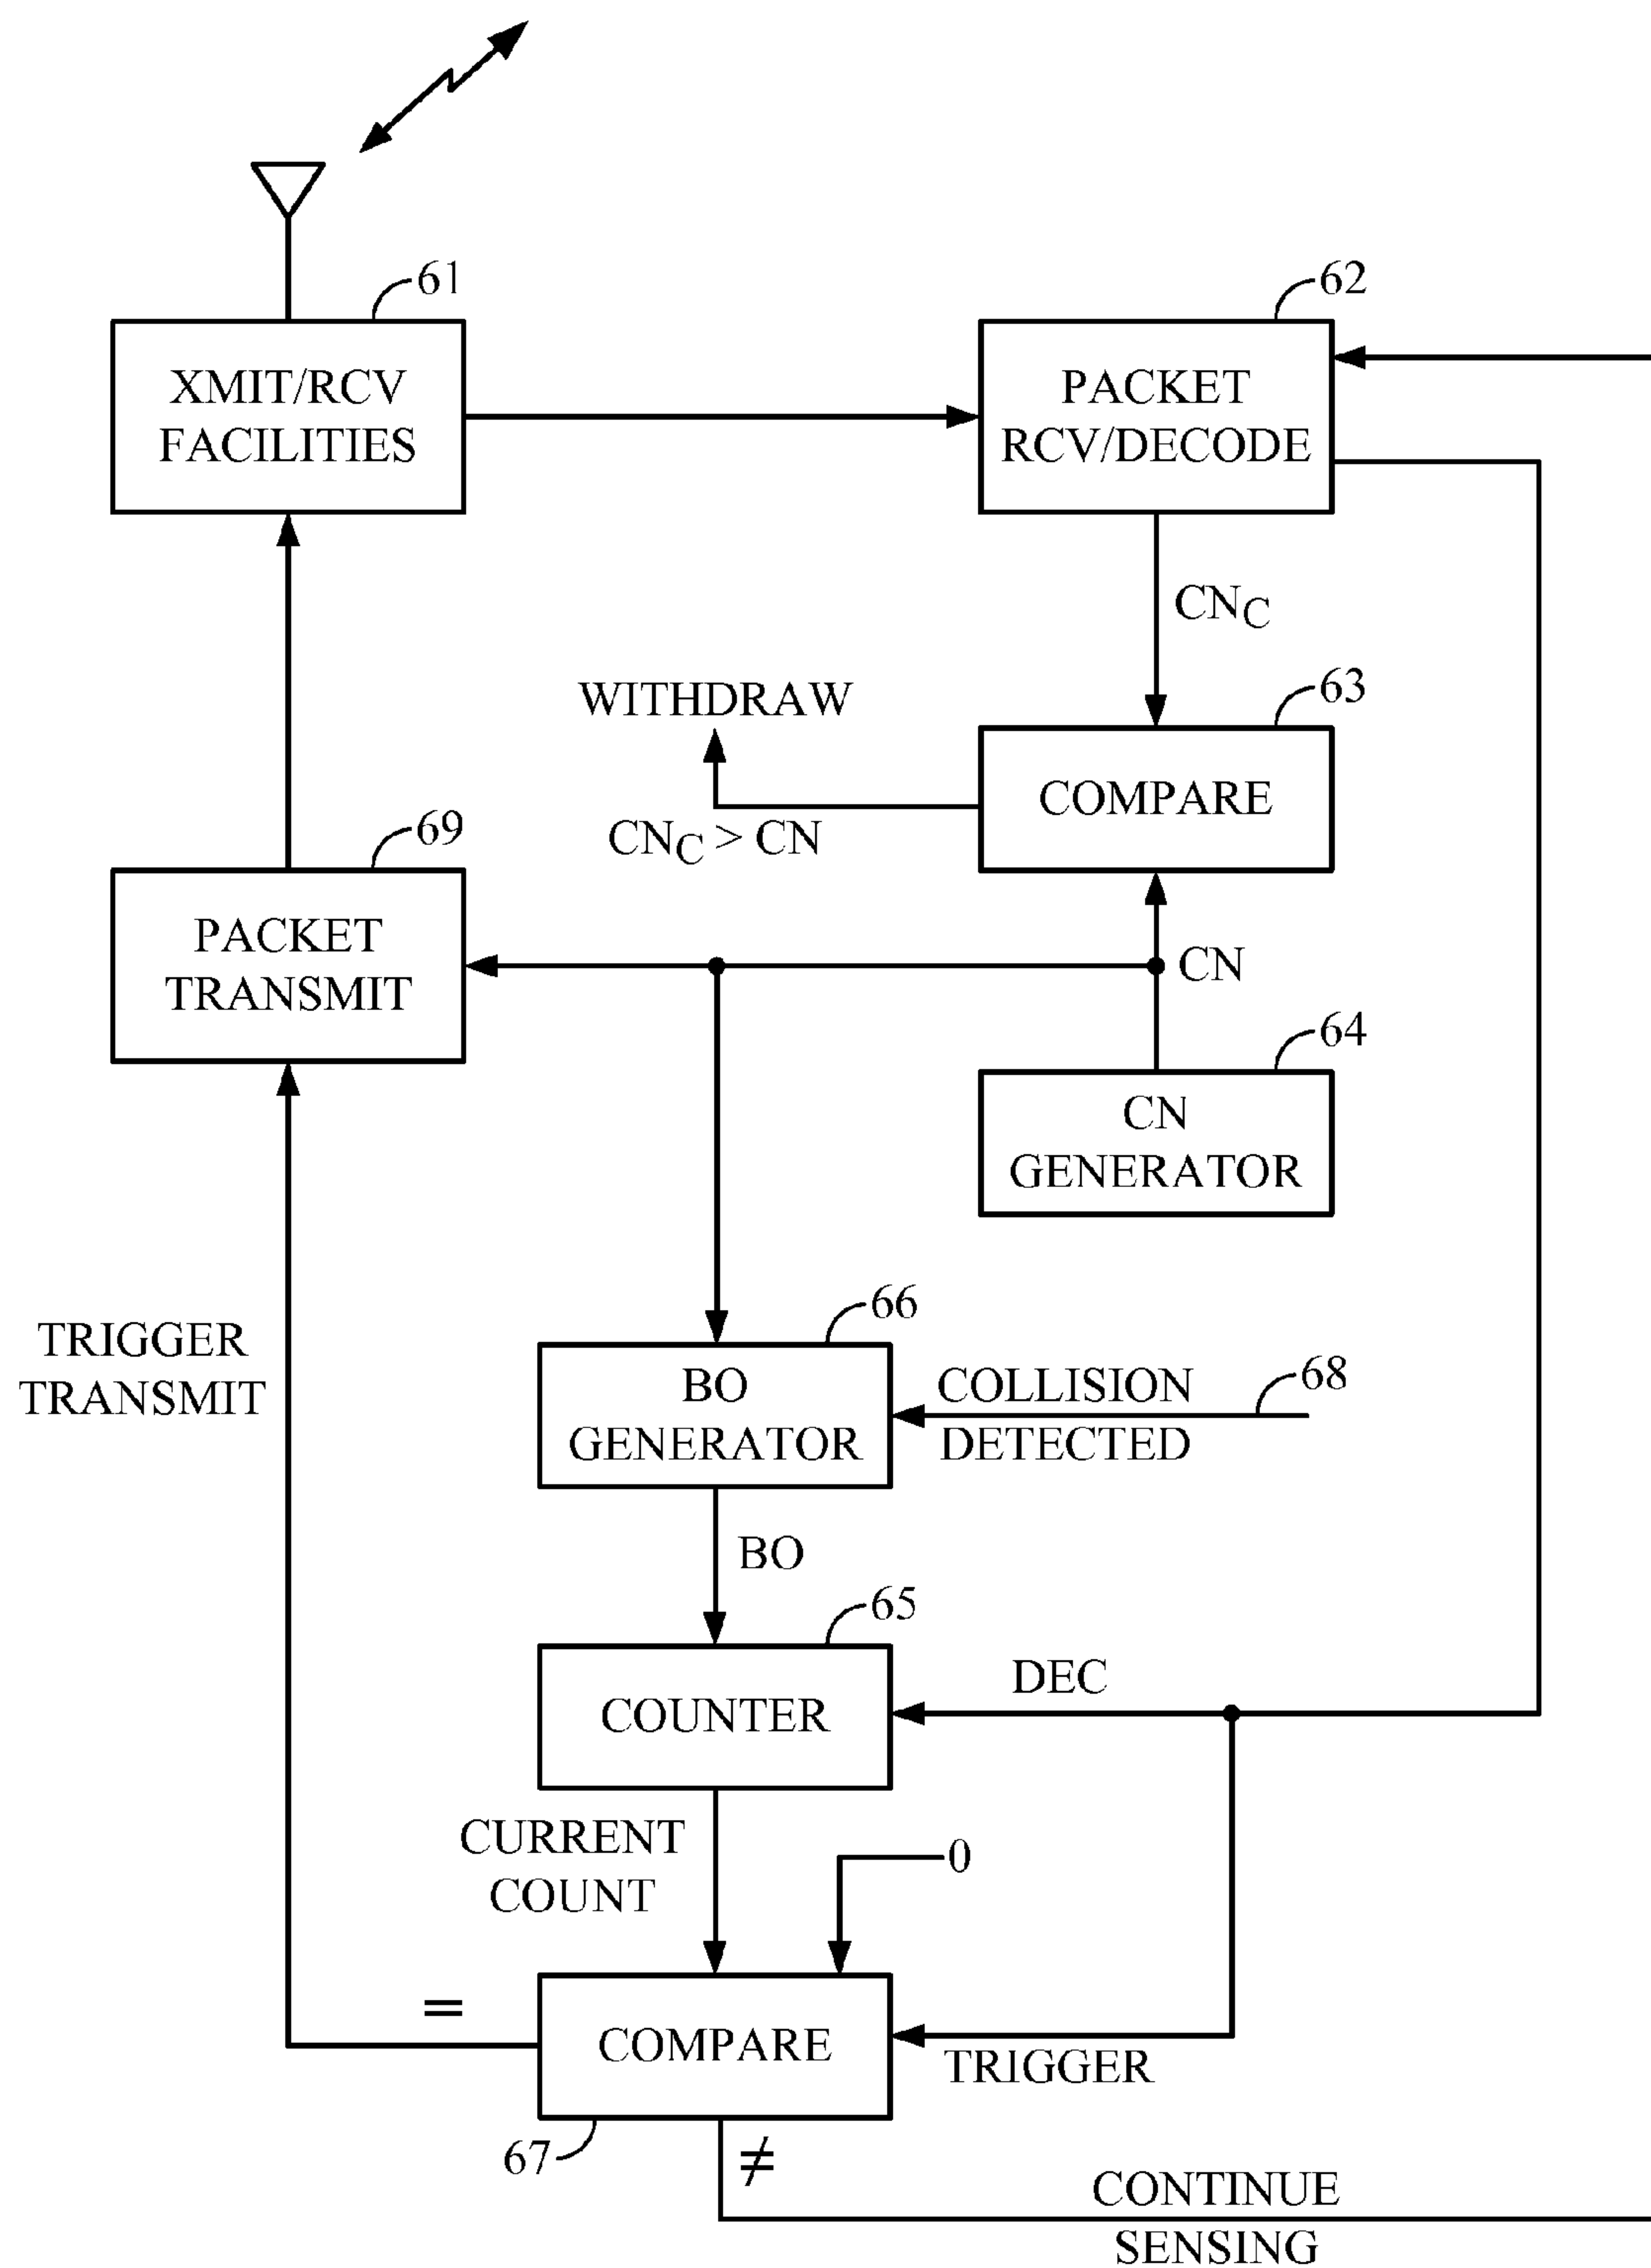 61
XMIT/RCV
FACILITIES
62
PACKET
RCV/DECODE
CNC
63
COMPARE
WITHDRAW
CNC > CN
69
PACKET
TRANSMIT
CN
64
CN
GENERATOR
66
BO
GENERATOR
68
COLLISION
DETECTED
TRIGGER
TRANSMIT
BO
65
COUNTER
DEC
CURRENT
COUNT
0
=
COMPARE
TRIGGER
67
≠
CONTINUE
SENSING